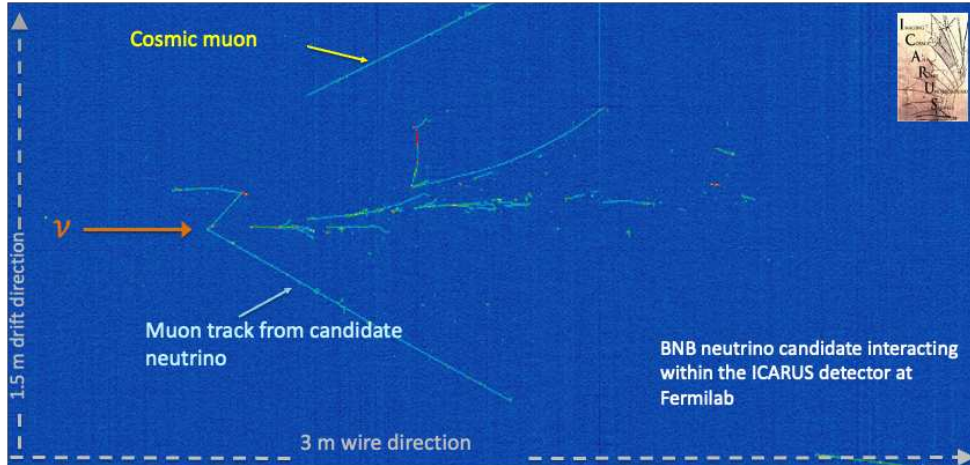 Cosmic muon
ν
1.5 m drift direction
Muon track from candidate
neutrino
BNB neutrino candidate interacting
within the ICARUS detector at
Fermilab
3 m wire direction
I
C
A
R
U
S